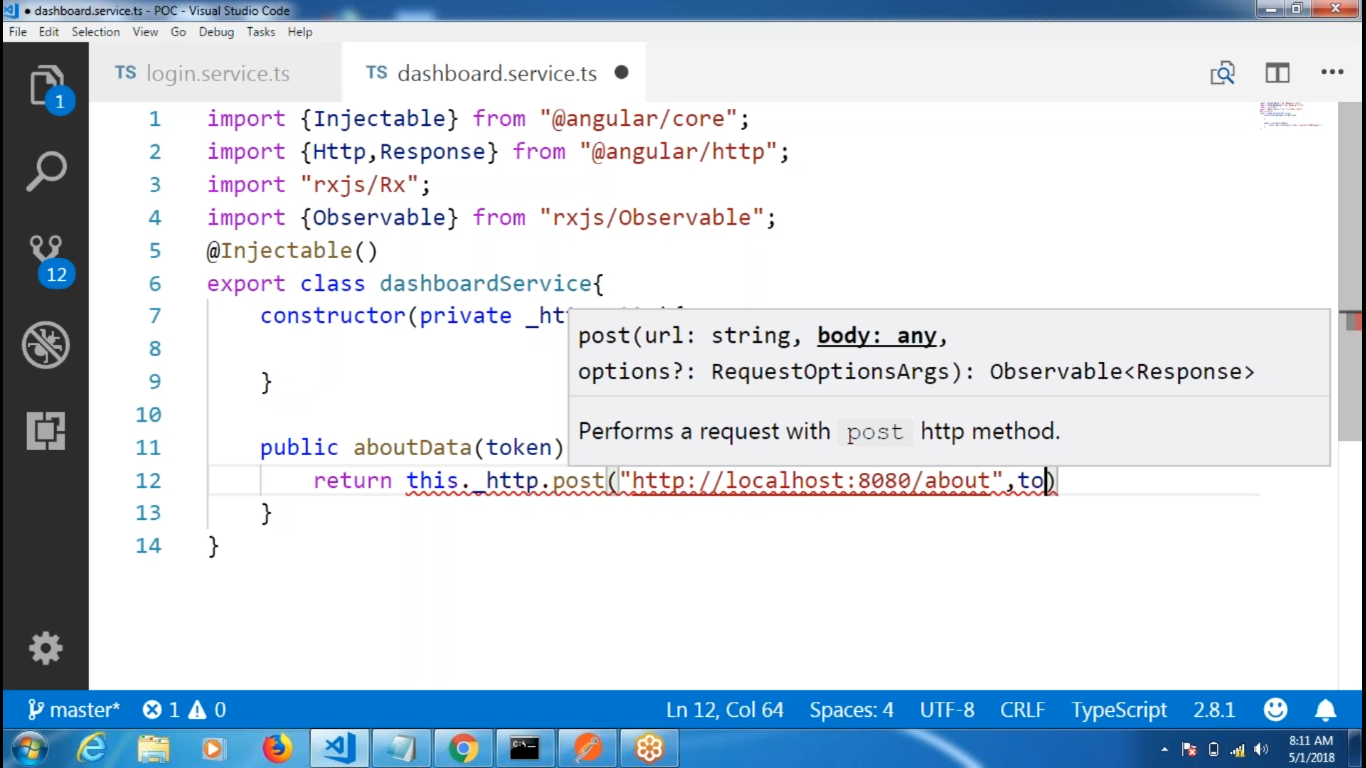 dashboard.service.ts - POC - Visual Studio Code
File Edit Selection View Go Debug Tasks Help
TS login.service.ts TS dashboard.service.ts
1 import {Injectable} from "@angular/core";
2 import {Http,Response} from "@angular/http";
3 import "rxjs/Rx";
4 import {Observable} from "rxjs/Observable";
5 @Injectable()
6 export class dashboardService{
7 constructor(private
post(url: string, body: any,
8
options?: RequestOptionsArgs): Observable<Response>
9 }
10
Performs a request with post http method.
11 public aboutData(token)
12 return this._http.post("http://localhost:8080/about",to)
13 }
14 }
1
12
master* 1 0 Ln 12, Col 64 Spaces: 4 UTF-8 CRLF TypeScript 2.8.1
8:11 AM
5/1/2018